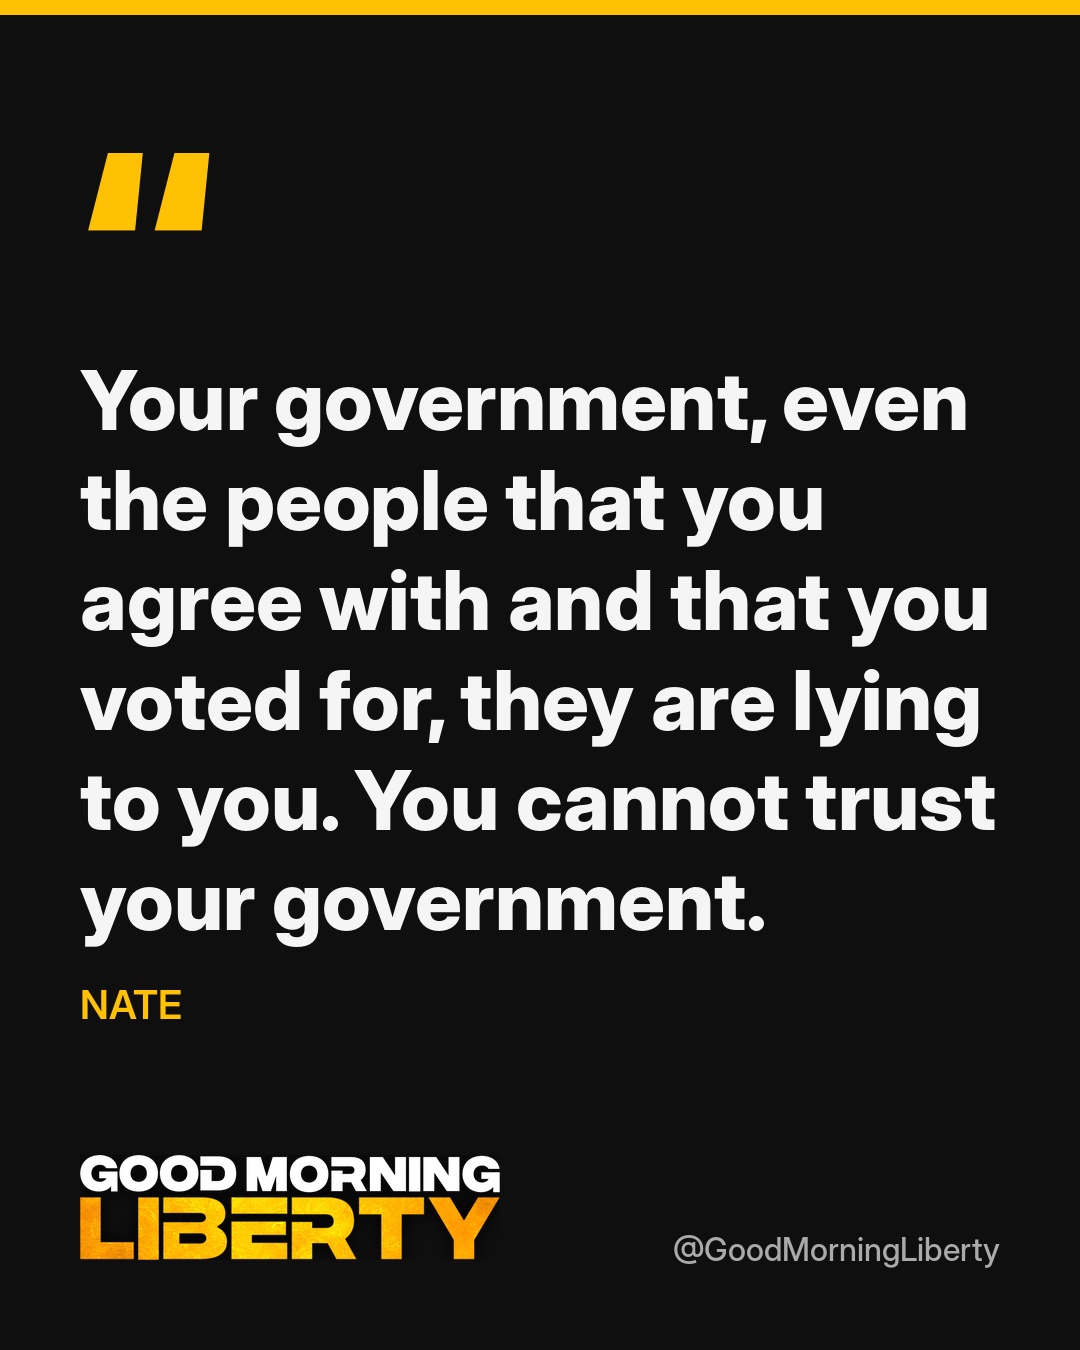 "
Your government, even
the people that you
agree with and that you
voted for, they are lying
to you. You cannot trust
your government.
NATE
GOOD MORNING
LIBERTY
@GoodMorningLiberty